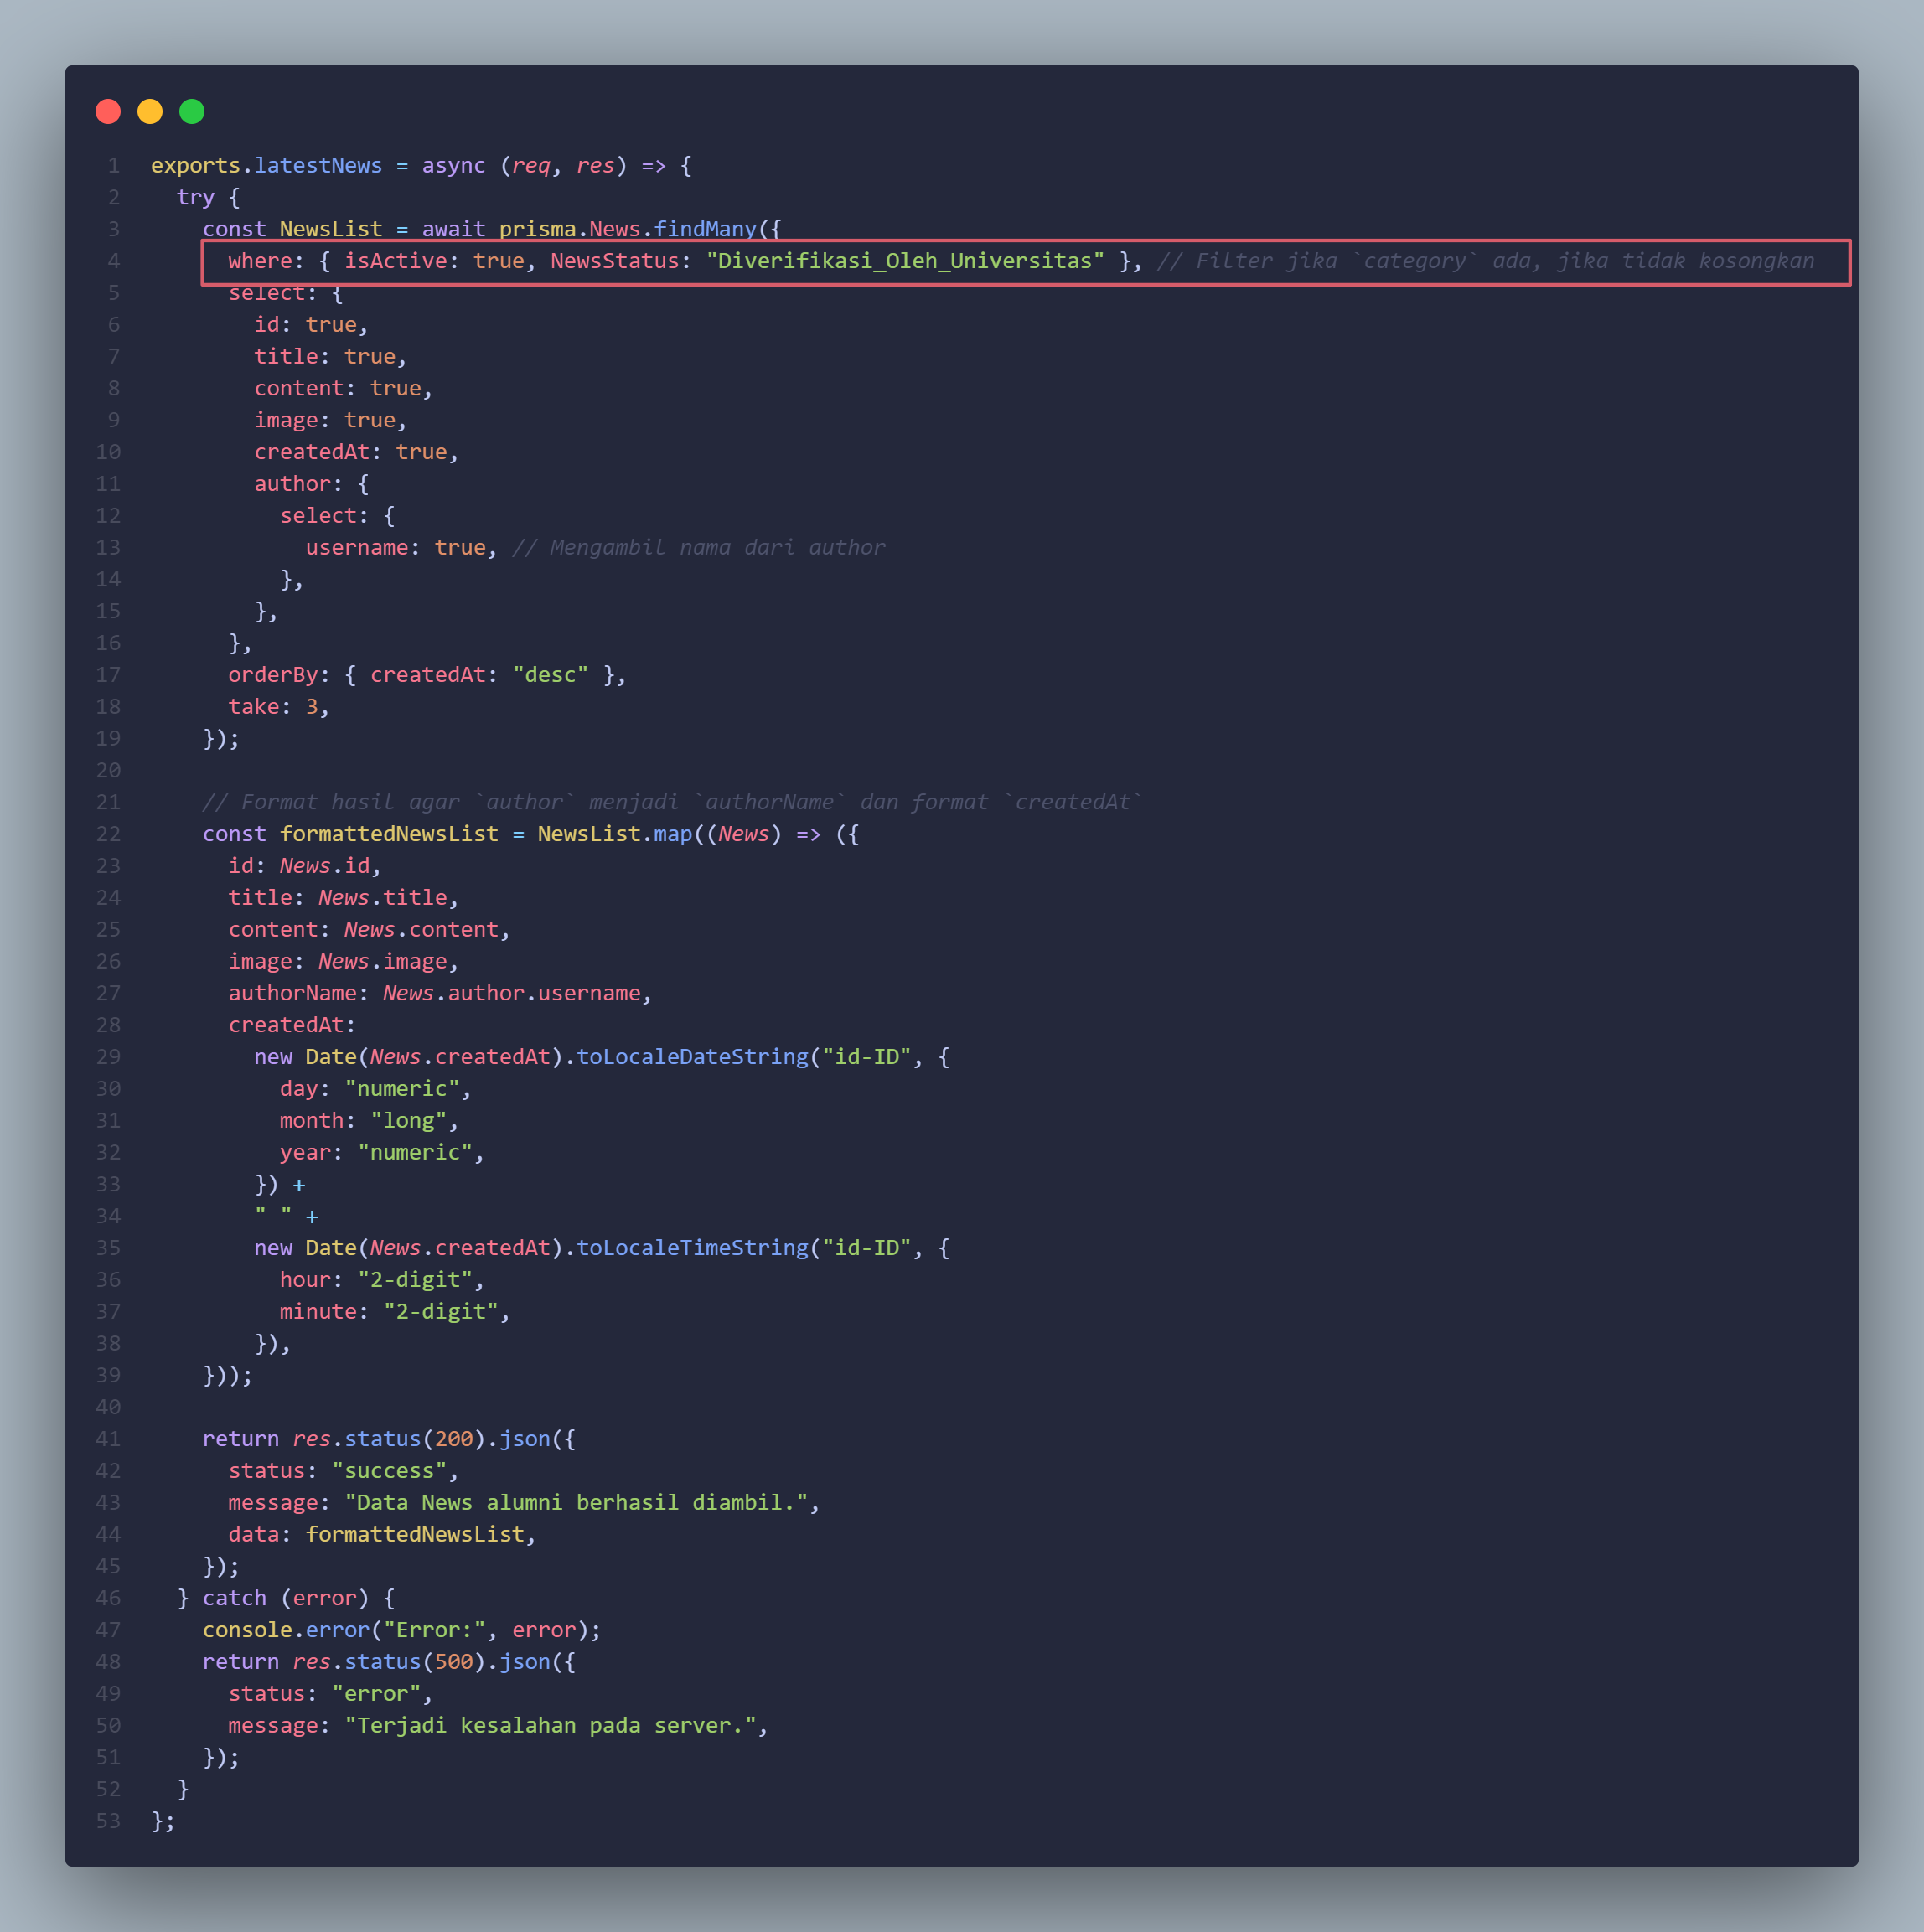 1 exports.latestNews = async (req, res) => {
2 try {
3 const NewsList = await prisma.News.findMany({
4 where: { isActive: true, NewsStatus: "Diverifikasi_Oleh_Universitas" }, // Filter jika `category` ada, jika tidak kosongkan
5 select: {
6 id: true,
7 title: true,
8 content: true,
9 image: true,
10 createdAt: true,
11 author: {
12 select: {
13 username: true, // Mengambil nama dari author
14 },
15 },
16 },
17 orderBy: { createdAt: "desc" },
18 take: 3,
19 });
20
21 // Format hasil agar `author` menjadi `authorName` dan format `createdAt`
22 const formattedNewsList = NewsList.map((News) => ({
23 id: News.id,
24 title: News.title,
25 content: News.content,
26 image: News.image,
27 authorName: News.author.username,
28 createdAt:
29 new Date(News.createdAt).toLocaleDateString("id-ID", {
30 day: "numeric",
31 month: "long",
32 year: "numeric",
33 }) +
34 " " +
35 new Date(News.createdAt).toLocaleTimeString("id-ID", {
36 hour: "2-digit",
37 minute: "2-digit",
38 }),
39 }));
40
41 return res.status(200).json({
42 status: "success",
43 message: "Data News alumni berhasil diambil.",
44 data: formattedNewsList,
45 });
46 } catch (error) {
47 console.error("Error:", error);
48 return res.status(500).json({
49 status: "error",
50 message: "Terjadi kesalahan pada server.",
51 });
52 }
53 };